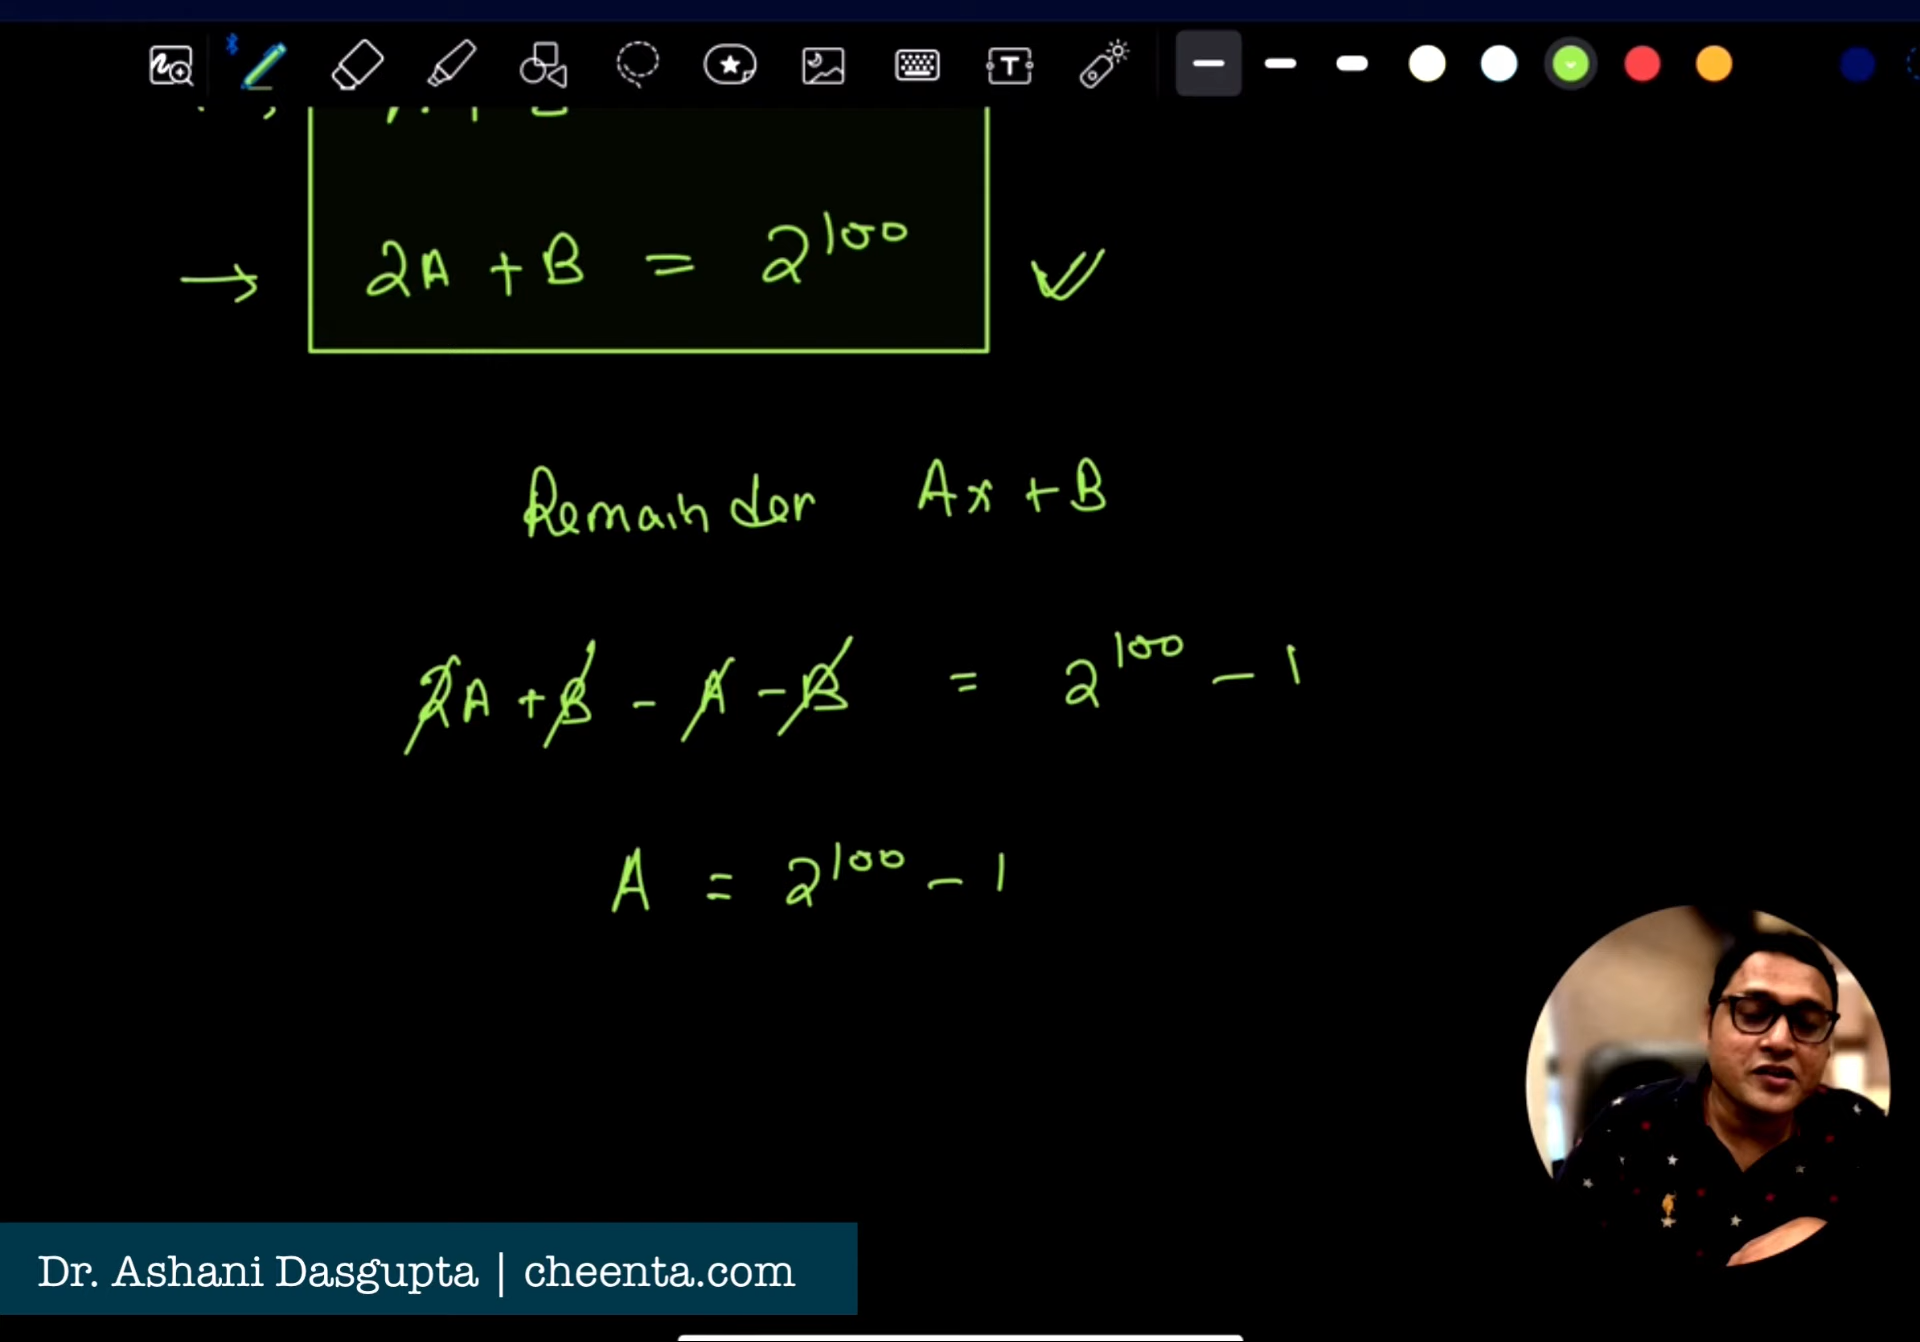 2A + B = 2^100
Remainder Ax + B
2A + B - A - B = 2^100 - 1
A = 2^100 - 1
Dr. Ashani Dasgupta | cheenta.com